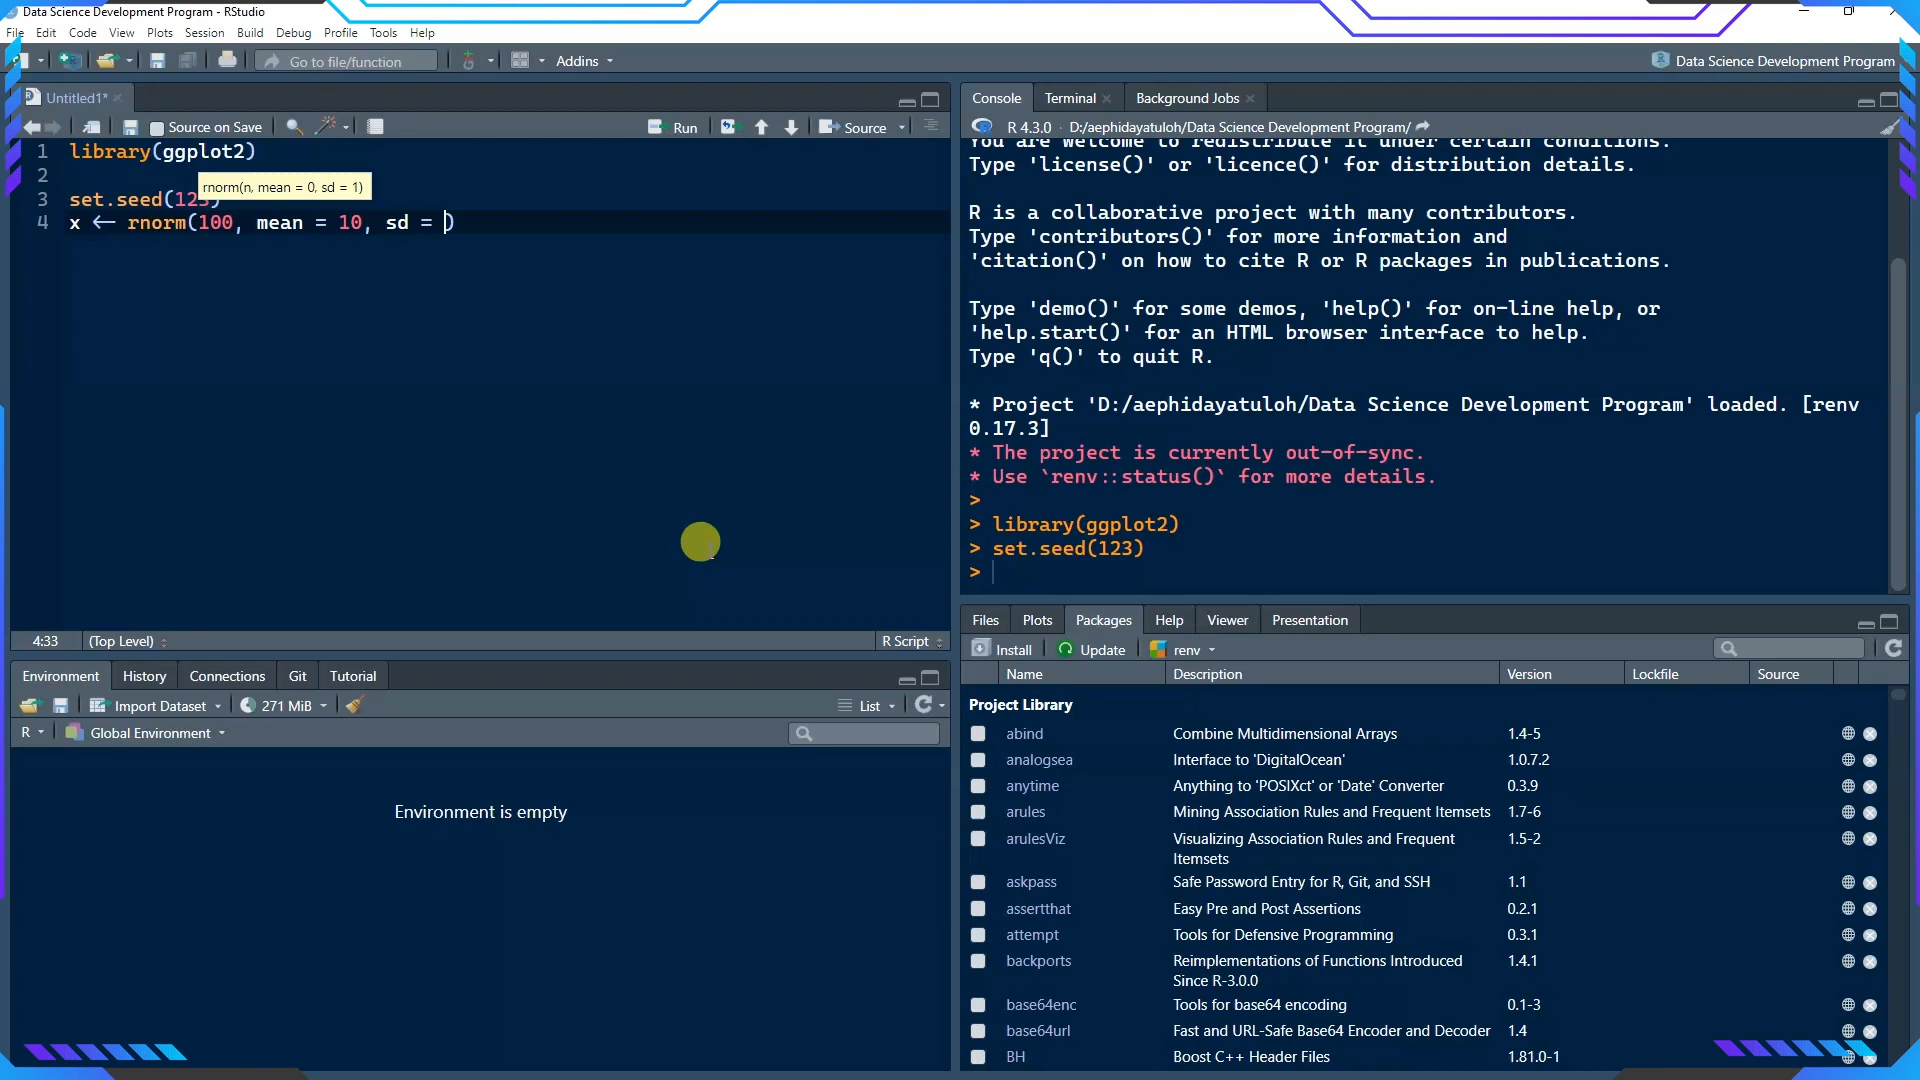 Data Science Development Program - RStudio
File Edit Code View Plots Session Build Debug Profile Tools Help
Go to file/function
Addins
Data Science Development Program
Untitled1*
Source on Save
Run
Source
1 library(ggplot2)
2
rnorm(n, mean = 0, sd = 1)
3 set.seed(123)
4 x <- rnorm(100, mean = 10, sd = )
4:33 (Top Level)
R Script
Console Terminal Background Jobs
R 4.3.0 · D:/aephidayatuloh/Data Science Development Program/
You are welcome to redistribute it under certain conditions.
Type 'license()' or 'licence()' for distribution details.
R is a collaborative project with many contributors.
Type 'contributors()' for more information and
'citation()' on how to cite R or R packages in publications.
Type 'demo()' for some demos, 'help()' for on-line help, or
'help.start()' for an HTML browser interface to help.
Type 'q()' to quit R.
* Project 'D:/aephidayatuloh/Data Science Development Program' loaded. [renv
0.17.3]
* The project is currently out-of-sync.
* Use `renv::status()` for more details.
>
> library(ggplot2)
> set.seed(123)
>
Environment History Connections Git Tutorial
Import Dataset 271 MiB List
R Global Environment
Environment is empty
Files Plots Packages Help Viewer Presentation
Install Update renv
Name Description Version Lockfile Source
Project Library
abind Combine Multidimensional Arrays 1.4-5
analogsea Interface to 'DigitalOcean' 1.0.7.2
anytime Anything to 'POSIXct' or 'Date' Converter 0.3.9
arules Mining Association Rules and Frequent Itemsets 1.7-6
arulesViz Visualizing Association Rules and Frequent 1.5-2
Itemsets
askpass Safe Password Entry for R, Git, and SSH 1.1
assertthat Easy Pre and Post Assertions 0.2.1
attempt Tools for Defensive Programming 0.3.1
backports Reimplementations of Functions Introduced 1.4.1
Since R-3.0.0
base64enc Tools for base64 encoding 0.1-3
base64url Fast and URL-Safe Base64 Encoder and Decoder 1.4
BH Boost C++ Header Files 1.81.0-1